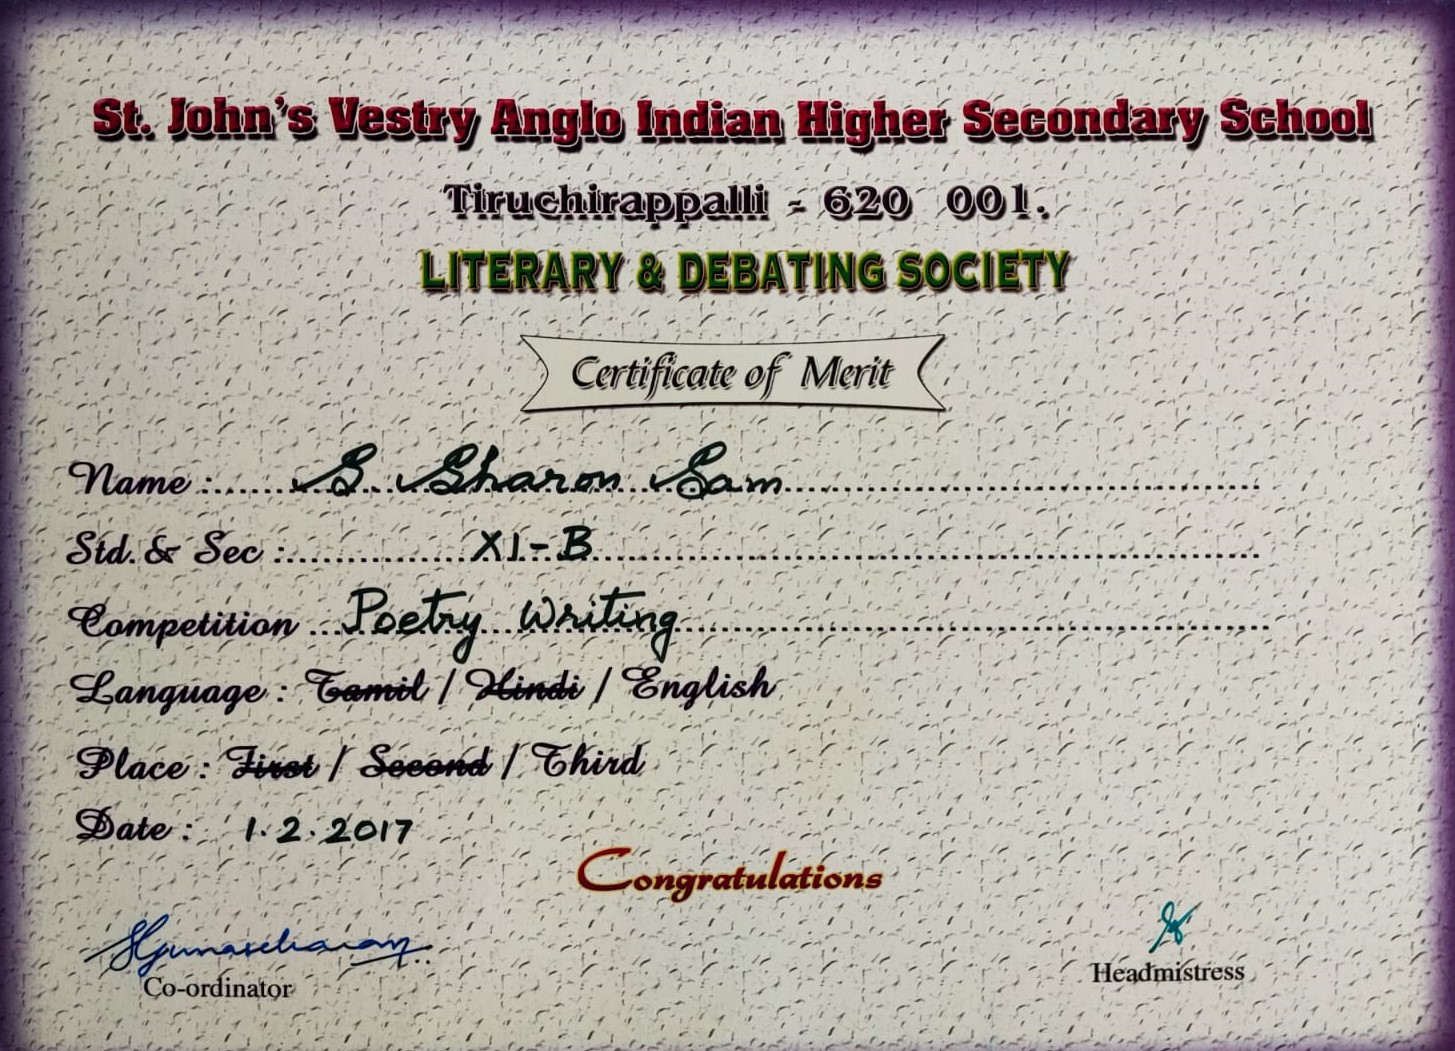 St. John's Vestry Anglo Indian Higher Secondary School
Tiruchirappalli - 620 001.
LITERARY & DEBATING SOCIETY
Certificate of Merit
Name : S. Sharon Sam
Std. & Sec : XI-B
Competition Poetry Writing
Language : Tamil / Hindi / English
Place : First / Second / Third
Date : 1.2.2017
Congratulations
Co-ordinator
Headmistress